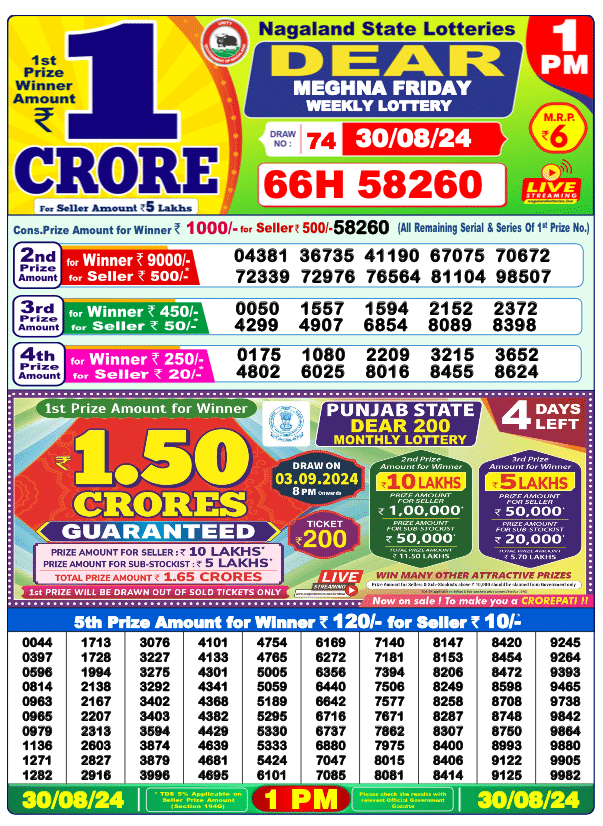 1st
Prize
Winner
Amount
₹
1
CRORE
For Seller Amount ₹5 Lakhs
Nagaland State Lotteries
DEAR
MEGHNA FRIDAY
WEEKLY LOTTERY
1
PM
DRAW
NO :
74
30/08/24
M.R.P.
₹6
66H 58260
LIVE
STREAMING
Cons.Prize Amount for Winner ₹ 1000/- for Seller ₹ 500/- 58260 (All Remaining Serial & Series Of 1st Prize No.)
2nd
Prize
Amount
for Winner ₹ 9000/-
for Seller ₹ 500/-*
04381 36735 41190 67075 70672
72339 72976 76564 81104 98507
3rd
Prize
Amount
for Winner ₹ 450/-
for Seller ₹ 50/-*
0050 1557 1594 2152 2372
4299 4907 6854 8089 8398
4th
Prize
Amount
for Winner ₹ 250/-
for Seller ₹ 20/-*
0175 1080 2209 3215 3652
4802 6025 8016 8455 8624
1st Prize Amount for Winner
₹1.50
CRORES
GUARANTEED
PRIZE AMOUNT FOR SELLER : ₹ 10 LAKHS*
PRIZE AMOUNT FOR SUB-STOCKIST : ₹ 5 LAKHS*
TOTAL PRIZE AMOUNT ₹ 1.65 CRORES
1st PRIZE WILL BE DRAWN OUT OF SOLD TICKETS ONLY
PUNJAB STATE
DEAR 200
MONTHLY LOTTERY
4 DAYS
LEFT
DRAW ON
03.09.2024
8 PM Onwards
TICKET
₹200
LIVE
STREAMING
2nd Prize
Amount for Winner
₹10 LAKHS
PRIZE AMOUNT
FOR SELLER
₹ 1,00,000*
PRIZE AMOUNT
FOR SUB-STOCKIST
₹ 50,000*
TOTAL PRIZE AMOUNT
₹ 11.50 LAKHS
3rd Prize
Amount for Winner
₹5 LAKHS
PRIZE AMOUNT
FOR SELLER
₹ 50,000*
PRIZE AMOUNT
FOR SUB-STOCKIST
₹ 20,000*
TOTAL PRIZE AMOUNT
₹ 5.70 LAKHS
WIN MANY OTHER ATTRACTIVE PRIZES
Now on sale ! To make you a CROREPATI !!
5th Prize Amount for Winner ₹ 120/- for Seller ₹ 10/-
0044 1713 3076 4101 4754 6169 7140 8147 8420 9245
0397 1728 3227 4133 4765 6272 7181 8153 8454 9264
0596 1994 3275 4301 5005 6356 7394 8206 8472 9393
0814 2138 3292 4341 5059 6440 7506 8249 8598 9465
0963 2167 3402 4368 5189 6642 7577 8258 8708 9738
0965 2207 3403 4382 5295 6716 7671 8287 8748 9842
0979 2313 3594 4429 5330 6737 7862 8307 8750 9864
1136 2603 3874 4639 5333 6880 7975 8400 8993 9880
1271 2827 3879 4681 5424 7047 8015 8406 9122 9905
1282 2916 3996 4695 6101 7085 8081 8414 9125 9982
30/08/24
* TDS 5% Applicable on
Seller Prize Amount
(Section 194G)
1 PM
Please check the results with
relevant Official Government
Gazette
30/08/24